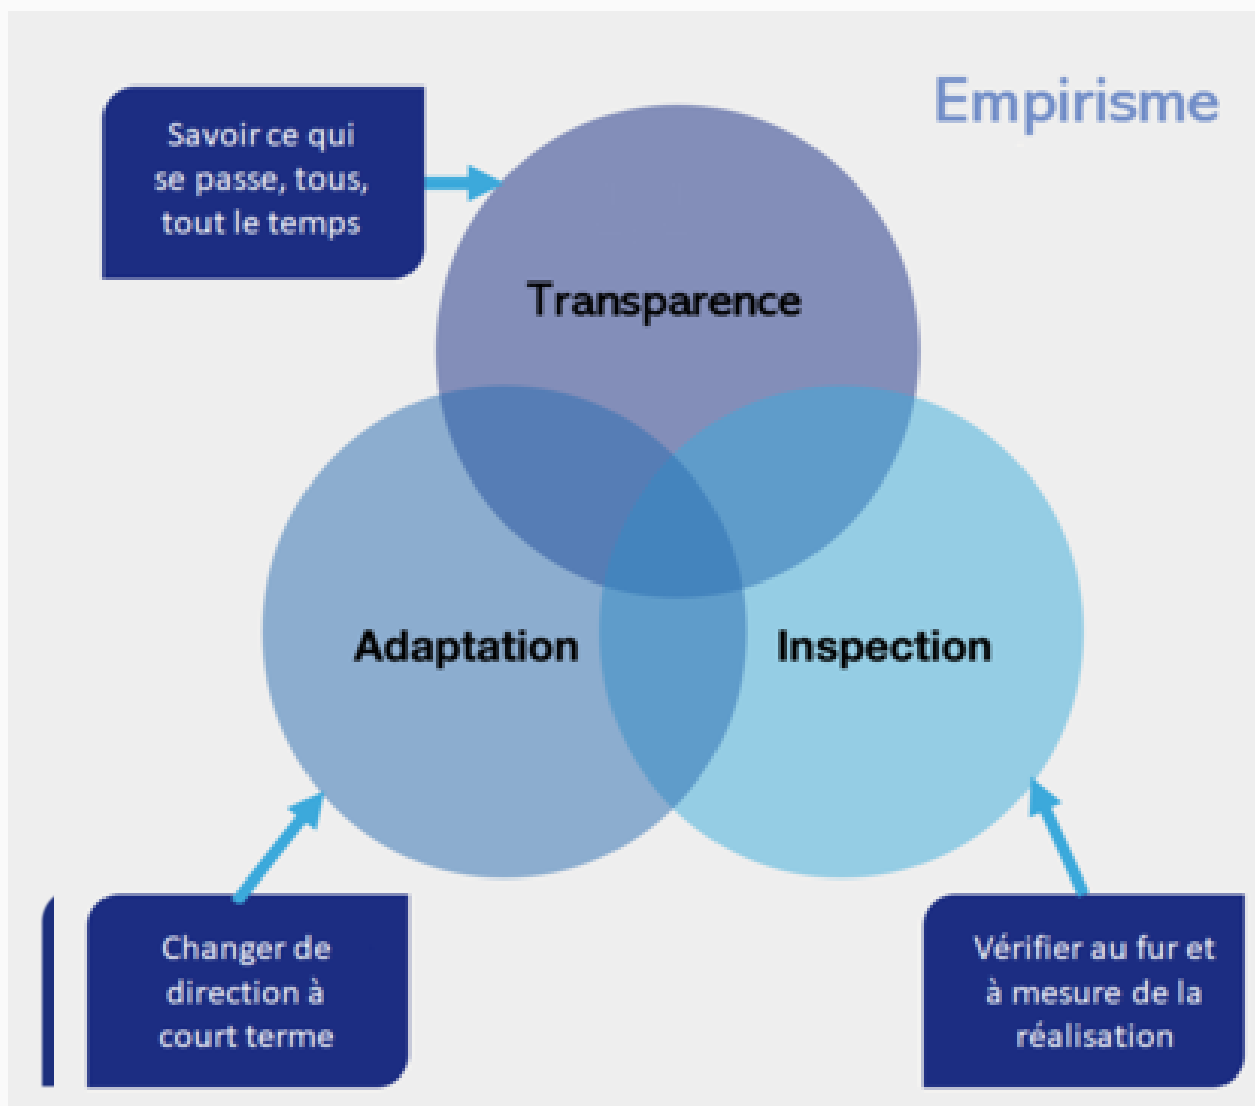 Empirisme
Savoir ce qui
se passe, tous,
tout le temps
Transparence
Adaptation
Inspection
Changer de
direction à
court terme
Vérifier au fur et
à mesure de la
réalisation